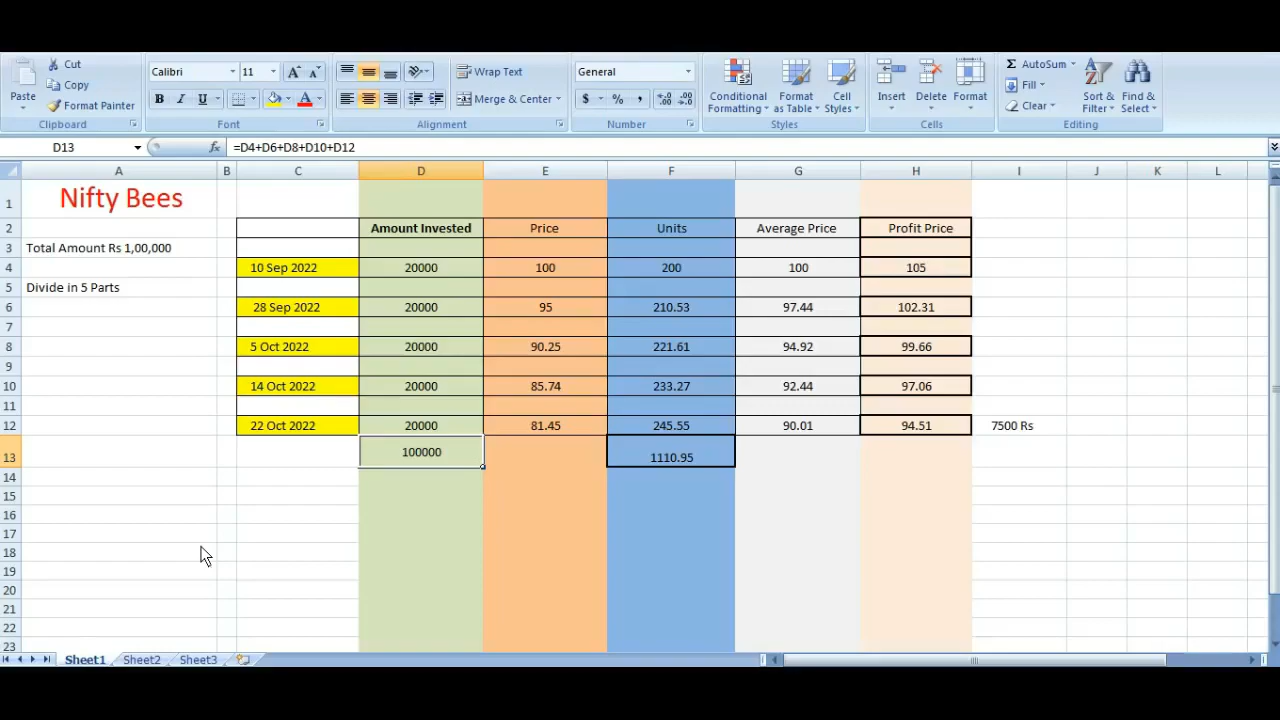 Cut
Copy
Paste
Format Painter
Clipboard
Calibri 11
B I U
Font
Wrap Text
Merge & Center
Alignment
General
$ % ,
Number
Conditional Formatting
Format as Table
Cell Styles
Styles
Insert
Delete
Format
Cells
AutoSum
Fill
Clear
Sort & Filter
Find & Select
Editing
D13 fx =D4+D6+D8+D10+D12
A B C D E F G H I J K L
1 Nifty Bees
2 Amount Invested Price Units Average Price Profit Price
3 Total Amount Rs 1,00,000
4 10 Sep 2022 20000 100 200 100 105
5 Divide in 5 Parts
6 28 Sep 2022 20000 95 210.53 97.44 102.31
7
8 5 Oct 2022 20000 90.25 221.61 94.92 99.66
9
10 14 Oct 2022 20000 85.74 233.27 92.44 97.06
11
12 22 Oct 2022 20000 81.45 245.55 90.01 94.51 7500 Rs
13 100000 1110.95
14
15
16
17
18
19
20
21
22
23
Sheet1 Sheet2 Sheet3